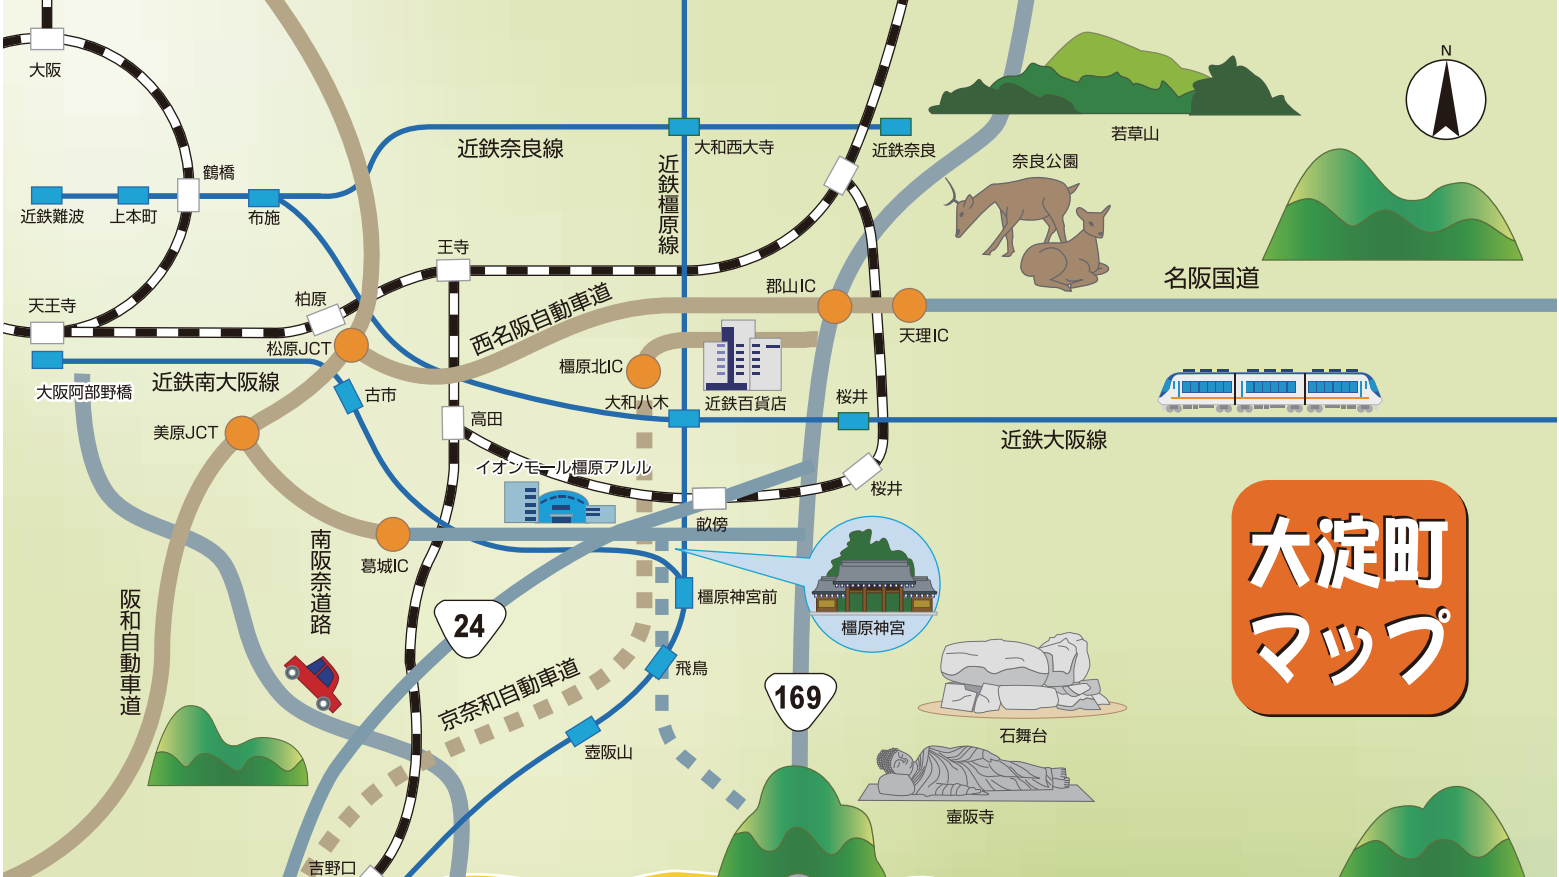 大阪
N
若草山
奈良公園
近鉄奈良線
大和西大寺
近鉄奈良
近鉄橿原線
鶴橋
近鉄難波
上本町
布施
王寺
天王寺
柏原
松原JCT
西名阪自動車道
郡山IC
天理IC
名阪国道
橿原北IC
大阪阿部野橋
近鉄南大阪線
古市
大和八木
近鉄百貨店
桜井
近鉄大阪線
美原JCT
高田
イオンモール橿原アルル
桜井
畝傍
葛城IC
南阪奈道路
阪和自動車道
橿原神宮前
橿原神宮
大淀町
マップ
24
飛鳥
169
京奈和自動車道
壺阪山
石舞台
壷阪寺
吉野口